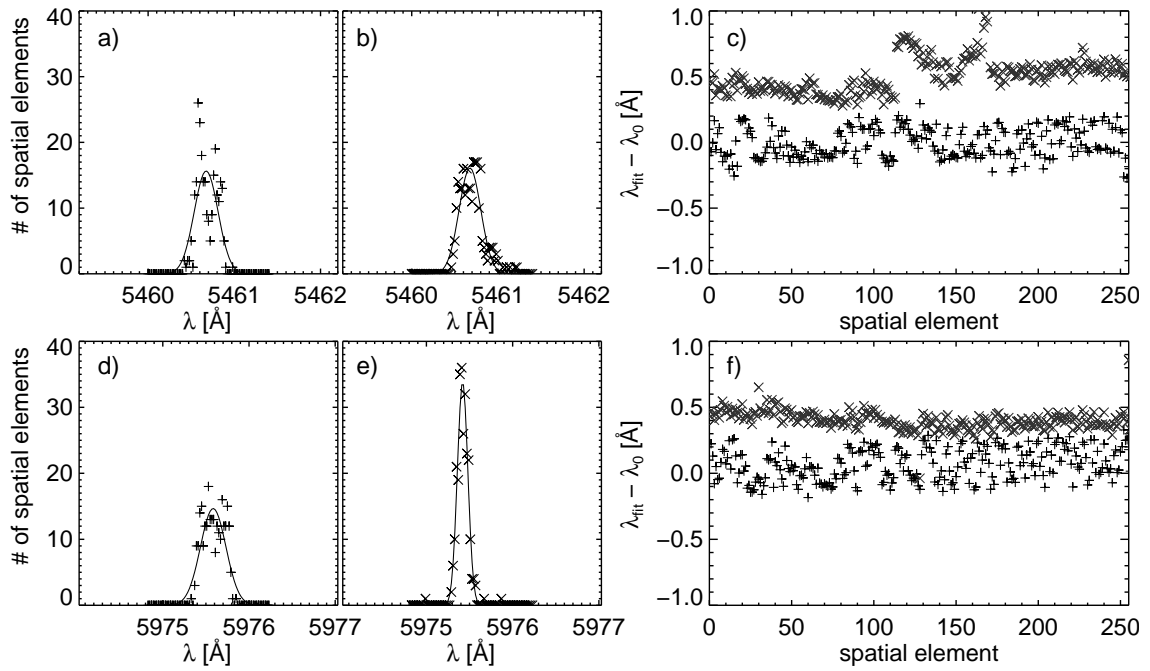 a)
b)
c)
# of spatial elements
40
30
20
10
0
5460
5461
5462
λ [Å]
5460
5461
5462
λ [Å]
λfit − λ0 [Å]
1.0
0.5
0.0
−0.5
−1.0
0
50
100
150
200
250
spatial element
d)
e)
f)
# of spatial elements
40
30
20
10
0
5975
5976
5977
λ [Å]
5975
5976
5977
λ [Å]
λfit − λ0 [Å]
1.0
0.5
0.0
−0.5
−1.0
0
50
100
150
200
250
spatial element